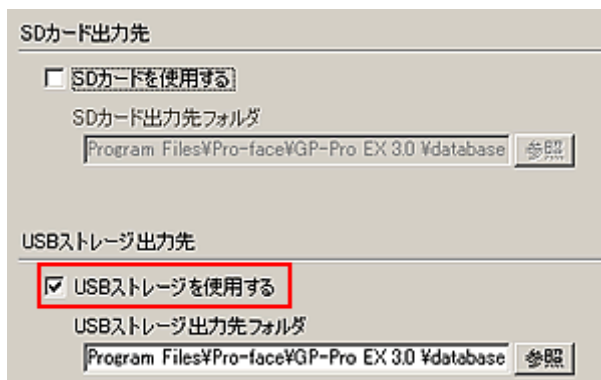 SDカード出力先
SDカードを使用する
SDカード出力先フォルダ
Program Files¥Pro-face¥GP-Pro EX 3.0 ¥database
参照
USBストレージ出力先
USBストレージを使用する
USBストレージ出力先フォルダ
Program Files¥Pro-face¥GP-Pro EX 3.0 ¥database
参照